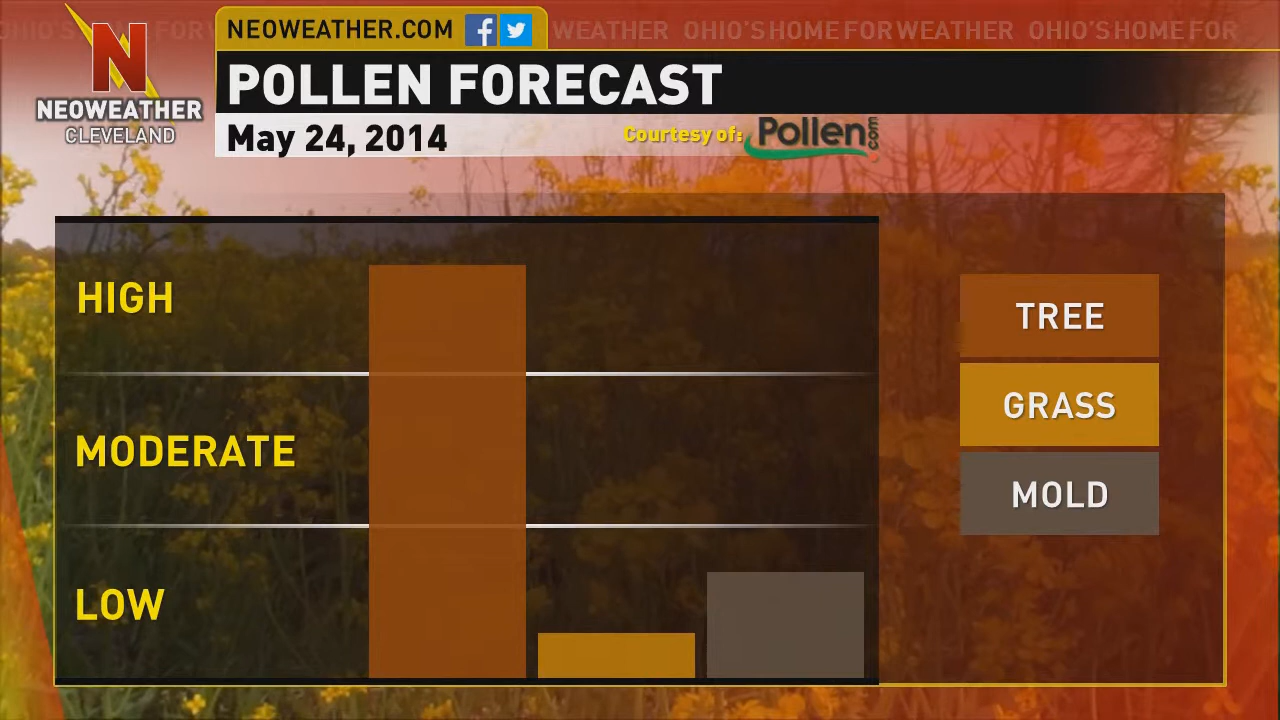 OHIO'S HOME FOR WEATHER OHIO'S HOME FOR WEATHER OHIO'S HOME FOR
NEOWEATHER.COM
N
NEOWEATHER
CLEVELAND
POLLEN FORECAST
May 24, 2014
Courtesy of: Pollen.com
HIGH
MODERATE
LOW
TREE
GRASS
MOLD